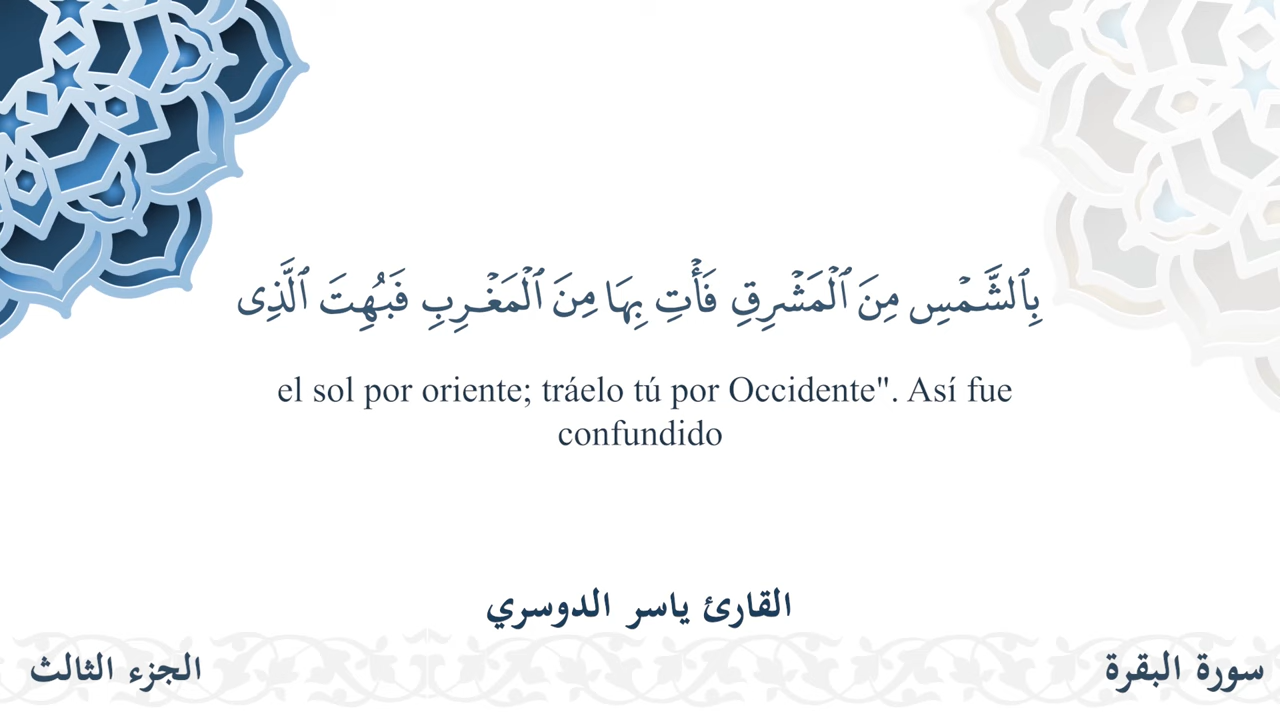 بِٱلشَّمۡسِ مِنَ ٱلۡمَشۡرِقِ فَأۡتِ بِهَا مِنَ ٱلۡمَغۡرِبِ فَبُهِتَ ٱلَّذِى
el sol por oriente; tráelo tú por Occidente". Así fue
confundido
القارئ ياسر الدوسري
سورة البقرة
الجزء الثالث